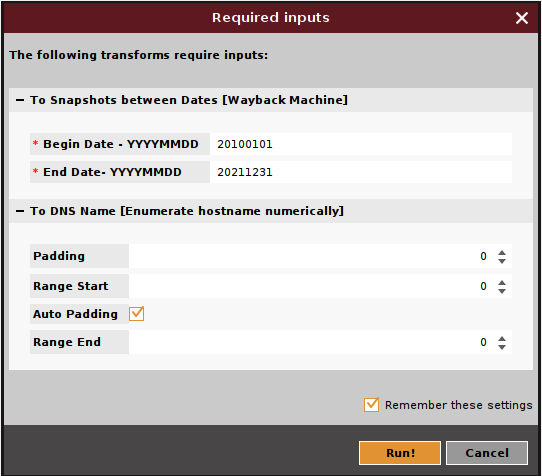 Required inputs
The following transforms require inputs:
To Snapshots between Dates [Wayback Machine]
* Begin Date - YYYYMMDD 20100101
* End Date- YYYYMMDD 20211231
To DNS Name [Enumerate hostname numerically]
Padding 0
Range Start 0
Auto Padding
Range End 0
Remember these settings
Run! Cancel